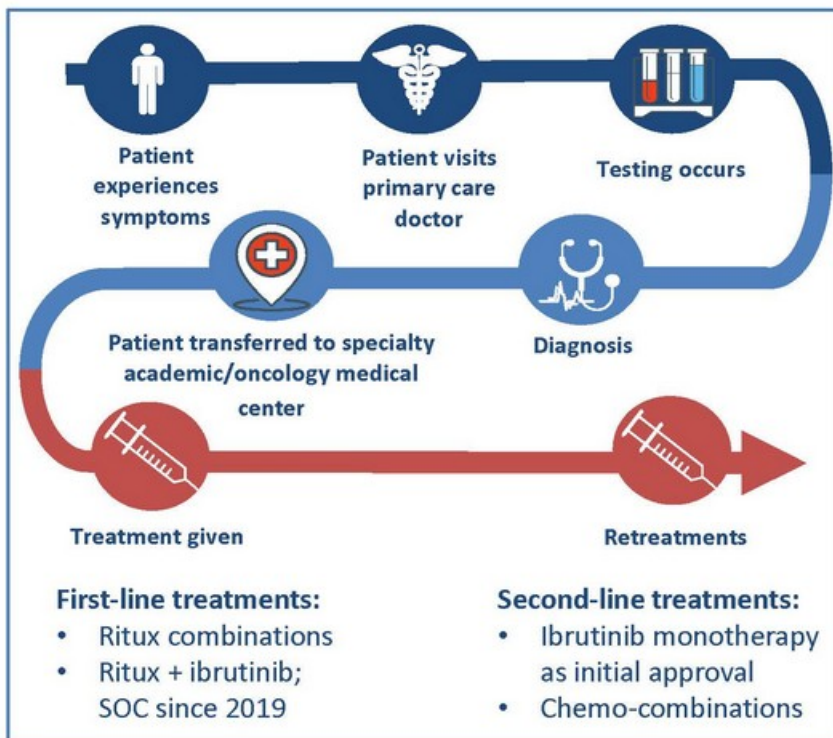 Patient
experiences
symptoms
Patient visits
primary care
doctor
Testing occurs
Patient transferred to specialty
academic/oncology medical
center
Diagnosis
Treatment given
Retreatments
First-line treatments:
• Ritux combinations
• Ritux + ibrutinib;
SOC since 2019
Second-line treatments:
• Ibrutinib monotherapy
as initial approval
• Chemo-combinations